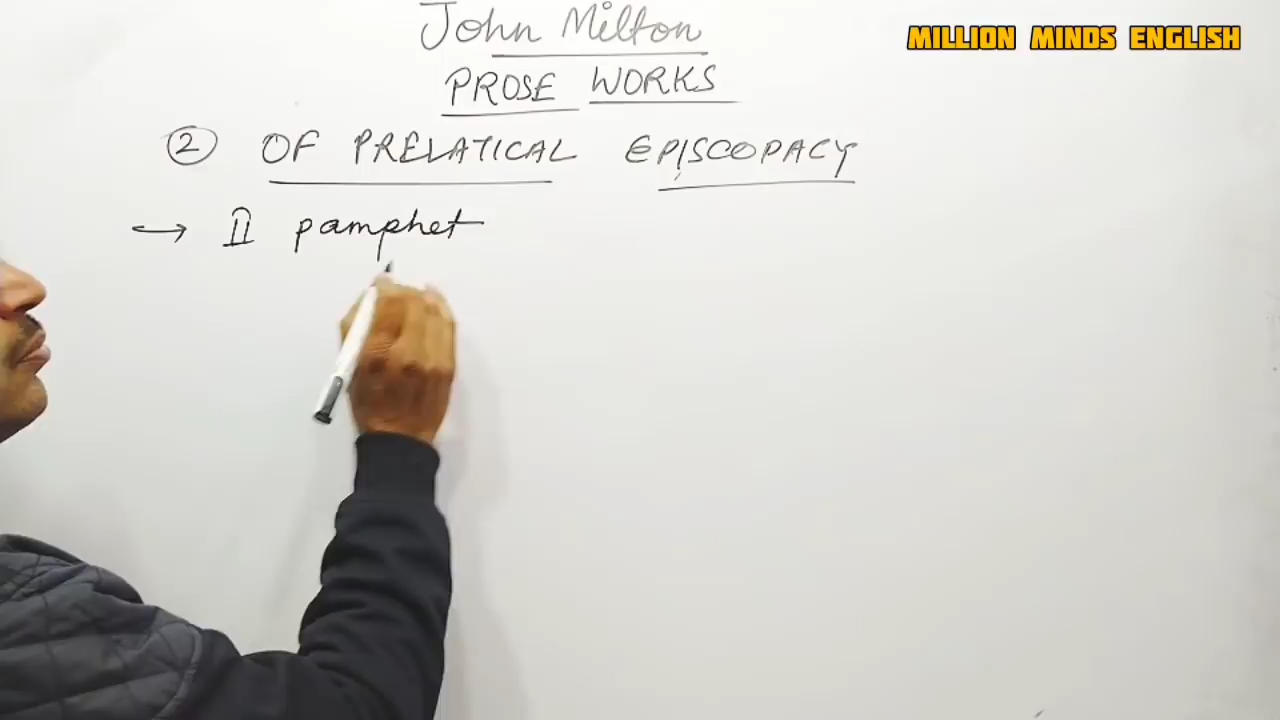 John Milton
MILLION MINDS ENGLISH
PROSE WORKS
② OF PRELATICAL EPISCOPACY
→ II pamphet